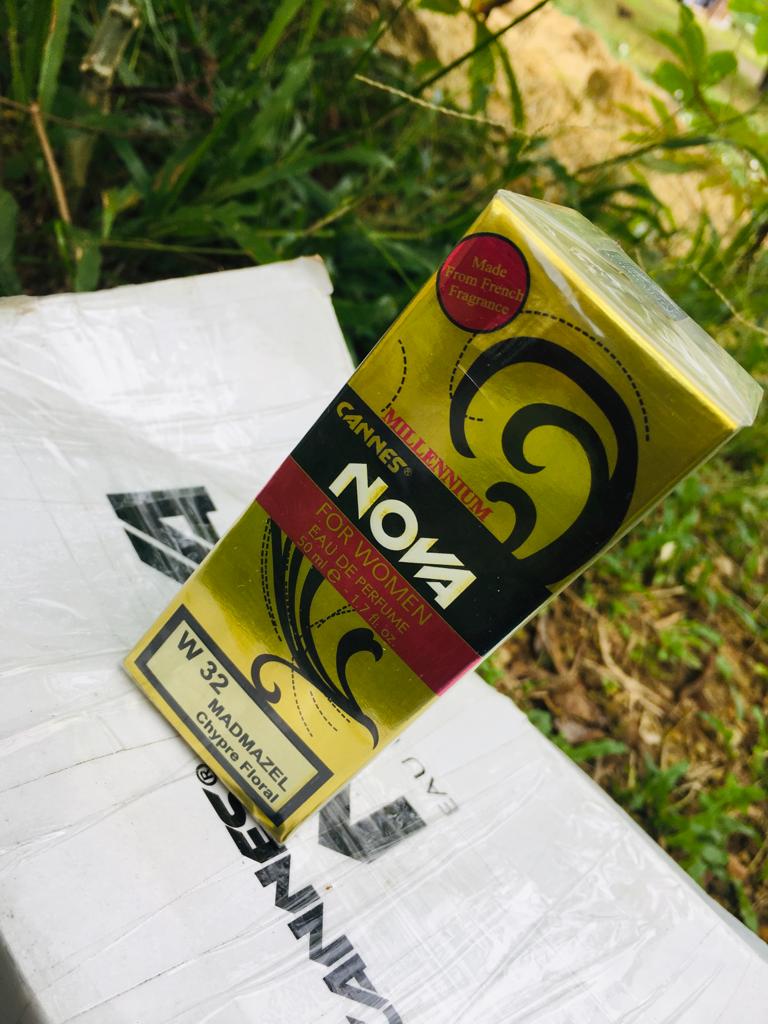 Made
From French
Fragrance
MILLENNIUM
CANNES®
NOVA
FOR WOMEN
EAU DE PERFUME
50 ml e 1.7 fl oz.
W 32
MADMAZEL
chypre Floral
EAU
CANNES®